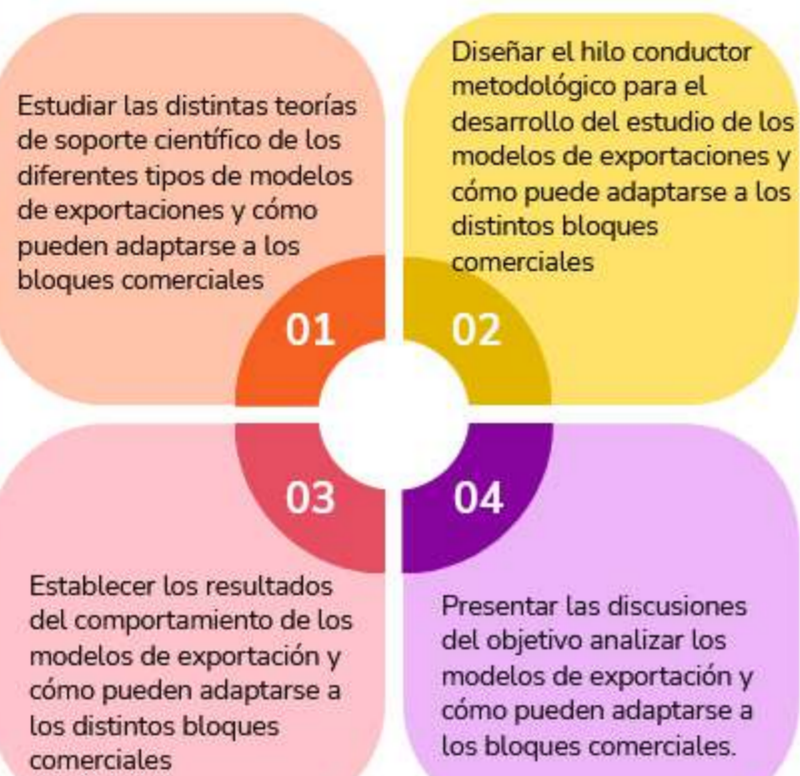 Estudiar las distintas teorías
de soporte científico de los
diferentes tipos de modelos
de exportaciones y cómo
pueden adaptarse a los
bloques comerciales
01
Diseñar el hilo conductor
metodológico para el
desarrollo del estudio de los
modelos de exportaciones y
cómo puede adaptarse a los
distintos bloques
comerciales
02
03
Establecer los resultados
del comportamiento de los
modelos de exportación y
cómo pueden adaptarse a
los distintos bloques
comerciales
04
Presentar las discusiones
del objetivo analizar los
modelos de exportación y
cómo pueden adaptarse a
los bloques comerciales.